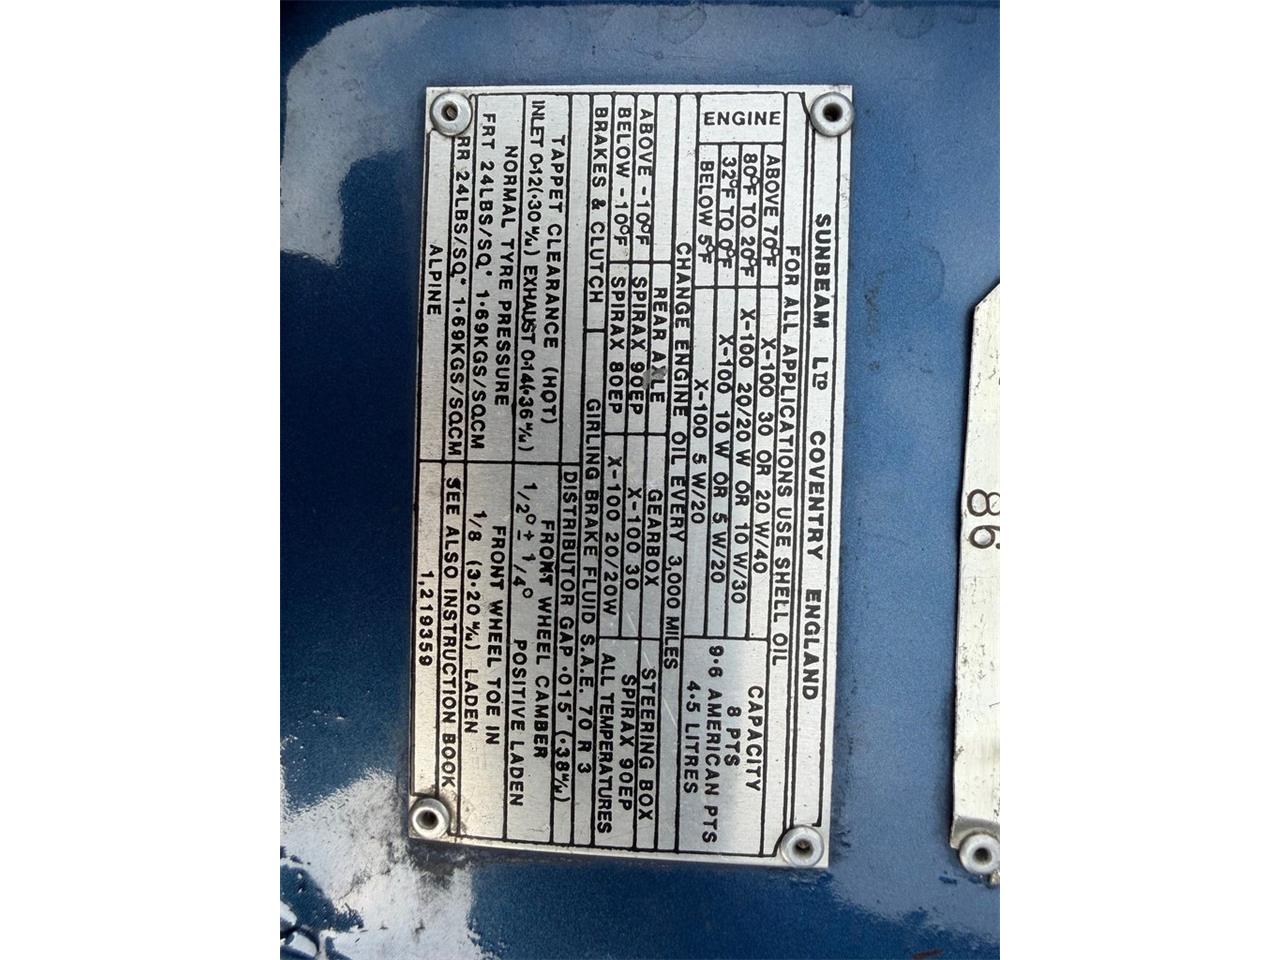 SUNBEAM LTD COVENTRY ENGLAND
FOR ALL APPLICATIONS USE SHELL OIL
ENGINE
ABOVE 70°F X-100 30 OR 20 W/40
80°F TO 20°F X-100 20/20 W OR 10 W/30
32°F TO 0°F X-100 10 W OR 5 W/20
BELOW 5°F X-100 5 W/20
CAPACITY
8 PTS
9·6 AMERICAN PTS
4·5 LITRES
CHANGE ENGINE OIL EVERY 3,000 MILES
REAR AXLE GEARBOX STEERING BOX
ABOVE -10°F SPIRAX 90EP X-100 30 SPIRAX 90EP
BELOW -10°F SPIRAX 80EP X-100 20/20W ALL TEMPERATURES
BRAKES & CLUTCH GIRLING BRAKE FLUID S.A.E. 70 R 3
TAPPET CLEARANCE (HOT)
INLET 0·12(·30 M/M) EXHAUST 0·14(·36 M/M)
NORMAL TYRE PRESSURE
FRT 24LBS/SQ" 1·69KGS/SQCM
RR 24LBS/SQ" 1·69KGS/SQCM
DISTRIBUTOR GAP ·015" (·38M/M)
FRONT WHEEL CAMBER
1/2° ± 1/4° POSITIVE LADEN
FRONT WHEEL TOE IN
1/8 (3·20 M/M) LADEN
SEE ALSO INSTRUCTION BOOK
ALPINE 1,219359
86